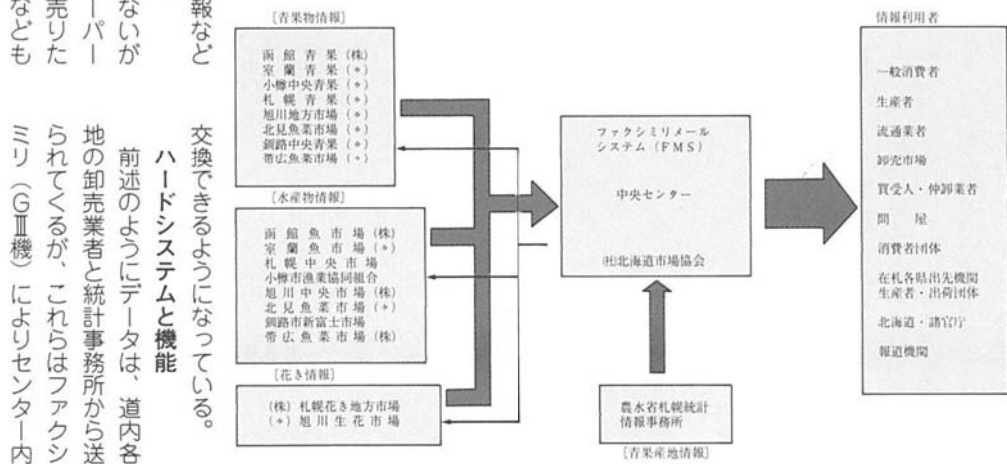 [青果物情報]
函館青果(株)
室蘭青果(〃)
小樽中央青果(〃)
札幌青果(〃)
旭川地方市場(〃)
北見魚菜市場(〃)
釧路中央青果(〃)
帯広魚菜市場(〃)
[水産物情報]
函館魚市場(株)
室蘭魚市場(〃)
札幌中央市場
小樽市漁業協同組合
旭川中央市場(株)
北見魚菜市場(〃)
釧路市新富士市場
帯広魚菜市場(株)
[花き情報]
(株)札幌花き地方市場
(〃)旭川生花市場
ファクシミリメール
システム(FMS)
中央センター
(社)北海道市場協会
農水省札幌統計
情報事務所
[青果産地情報]
情報利用者
一般消費者
生産者
流通業者
卸売市場
買受人・仲卸業者
問屋
消費者団体
在札各県出先機関
生産者・出荷団体
北海道・諸官庁
報道機関
報など
ないが
ーパー
売りた
なども
交換できるようになっている。
ハードシステムと機能
前述のようにデータは、道内各
地の卸売業者と統計事務所から送
られてくるが、これらはファクシ
ミリ(GⅢ機)によりセンター内